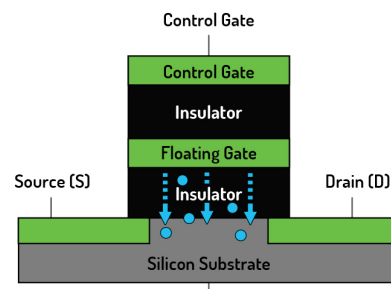 Control Gate
Control Gate
Insulator
Floating Gate
Source (S)
Insulator
Drain (D)
Silicon Substrate